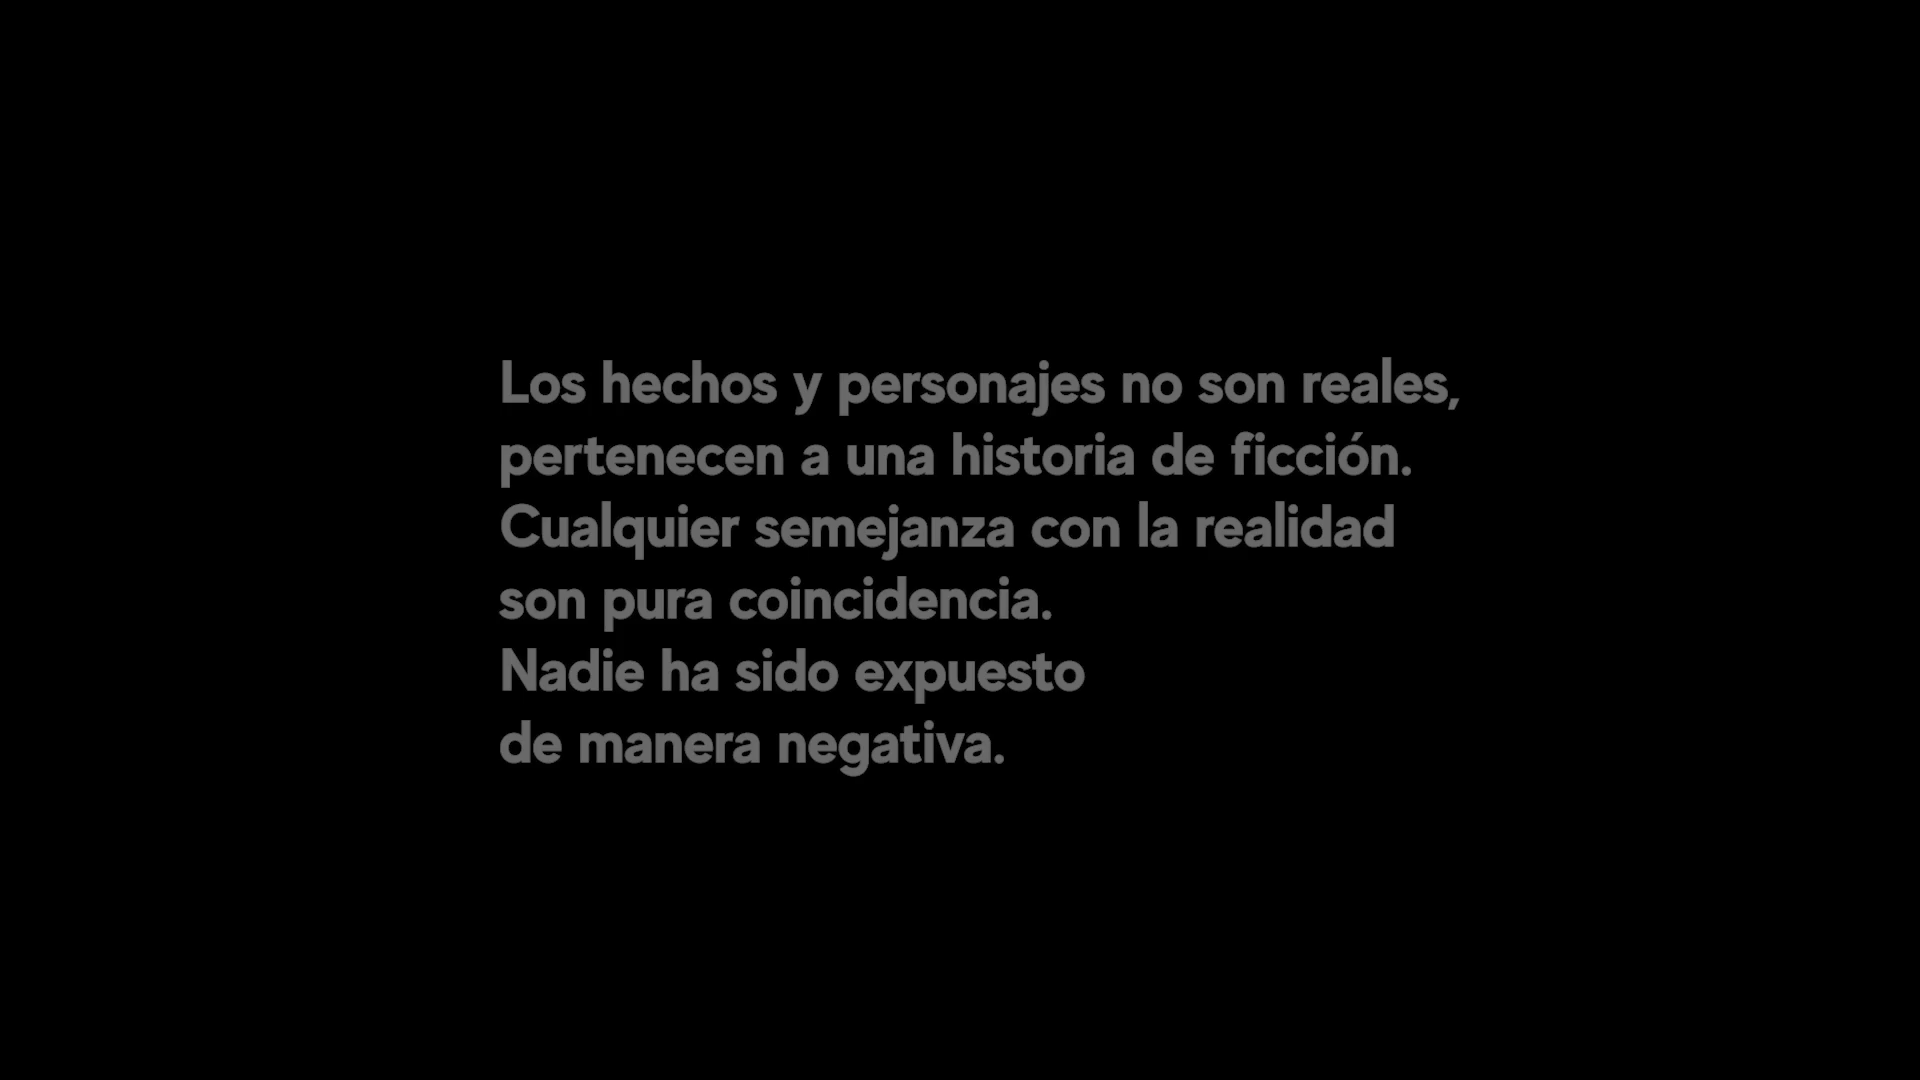 Los hechos y personajes no son reales,
pertenecen a una historia de ficción.
Cualquier semejanza con la realidad
son pura coincidencia.
Nadie ha sido expuesto
de manera negativa.